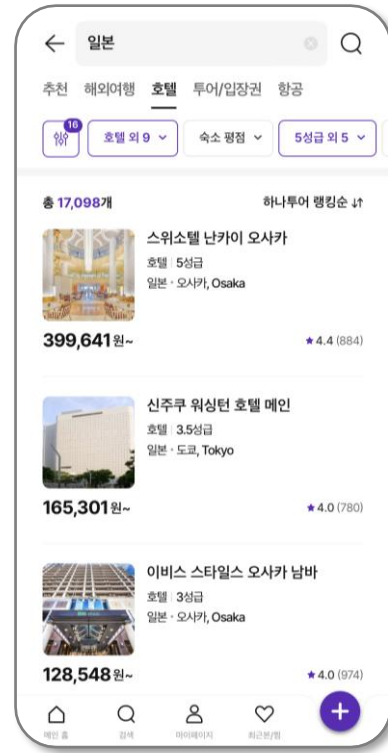 일본
추천 해외여행 호텔 투어/입장권 항공
16
호텔 외 9 숙소 평점 5성급 외 5
총 17,098개 하나투어 랭킹순
스위소텔 난카이 오사카
호텔 | 5성급
일본 · 오사카, Osaka
399,641원~ ★4.4 (884)
신주쿠 워싱턴 호텔 메인
호텔 | 3.5성급
일본 · 도쿄, Tokyo
165,301원~ ★4.0 (780)
이비스 스타일스 오사카 남바
호텔 | 3성급
일본 · 오사카, Osaka
128,548원~ ★4.0 (974)
메인 홈 검색 마이페이지 최근본/찜